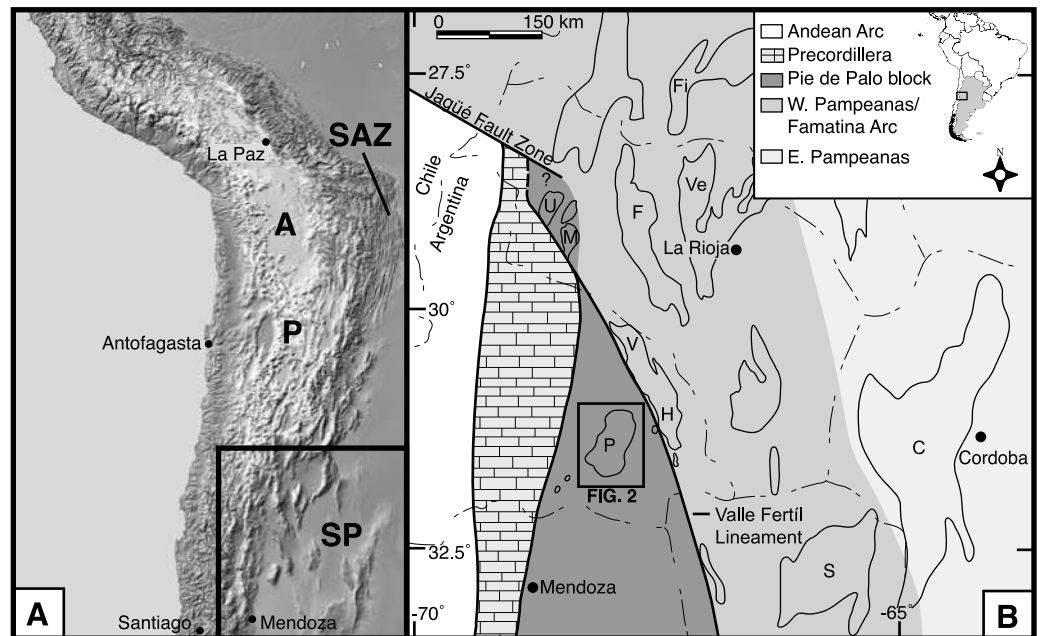 SAZ
La Paz
A
P
Antofagasta
SP
A
Santiago
Mendoza
0 150 km
27.5°
Jagüé Fault Zone
Chile
Argentina
?
U
M
Fi
F
Ve
La Rioja
30°
V
H
P
FIG. 2
C
Cordoba
Valle Fertíl
Lineament
32.5°
S
Mendoza
-70°
-65°
B
Andean Arc
Precordillera
Pie de Palo block
W. Pampeanas/
Famatina Arc
E. Pampeanas
N